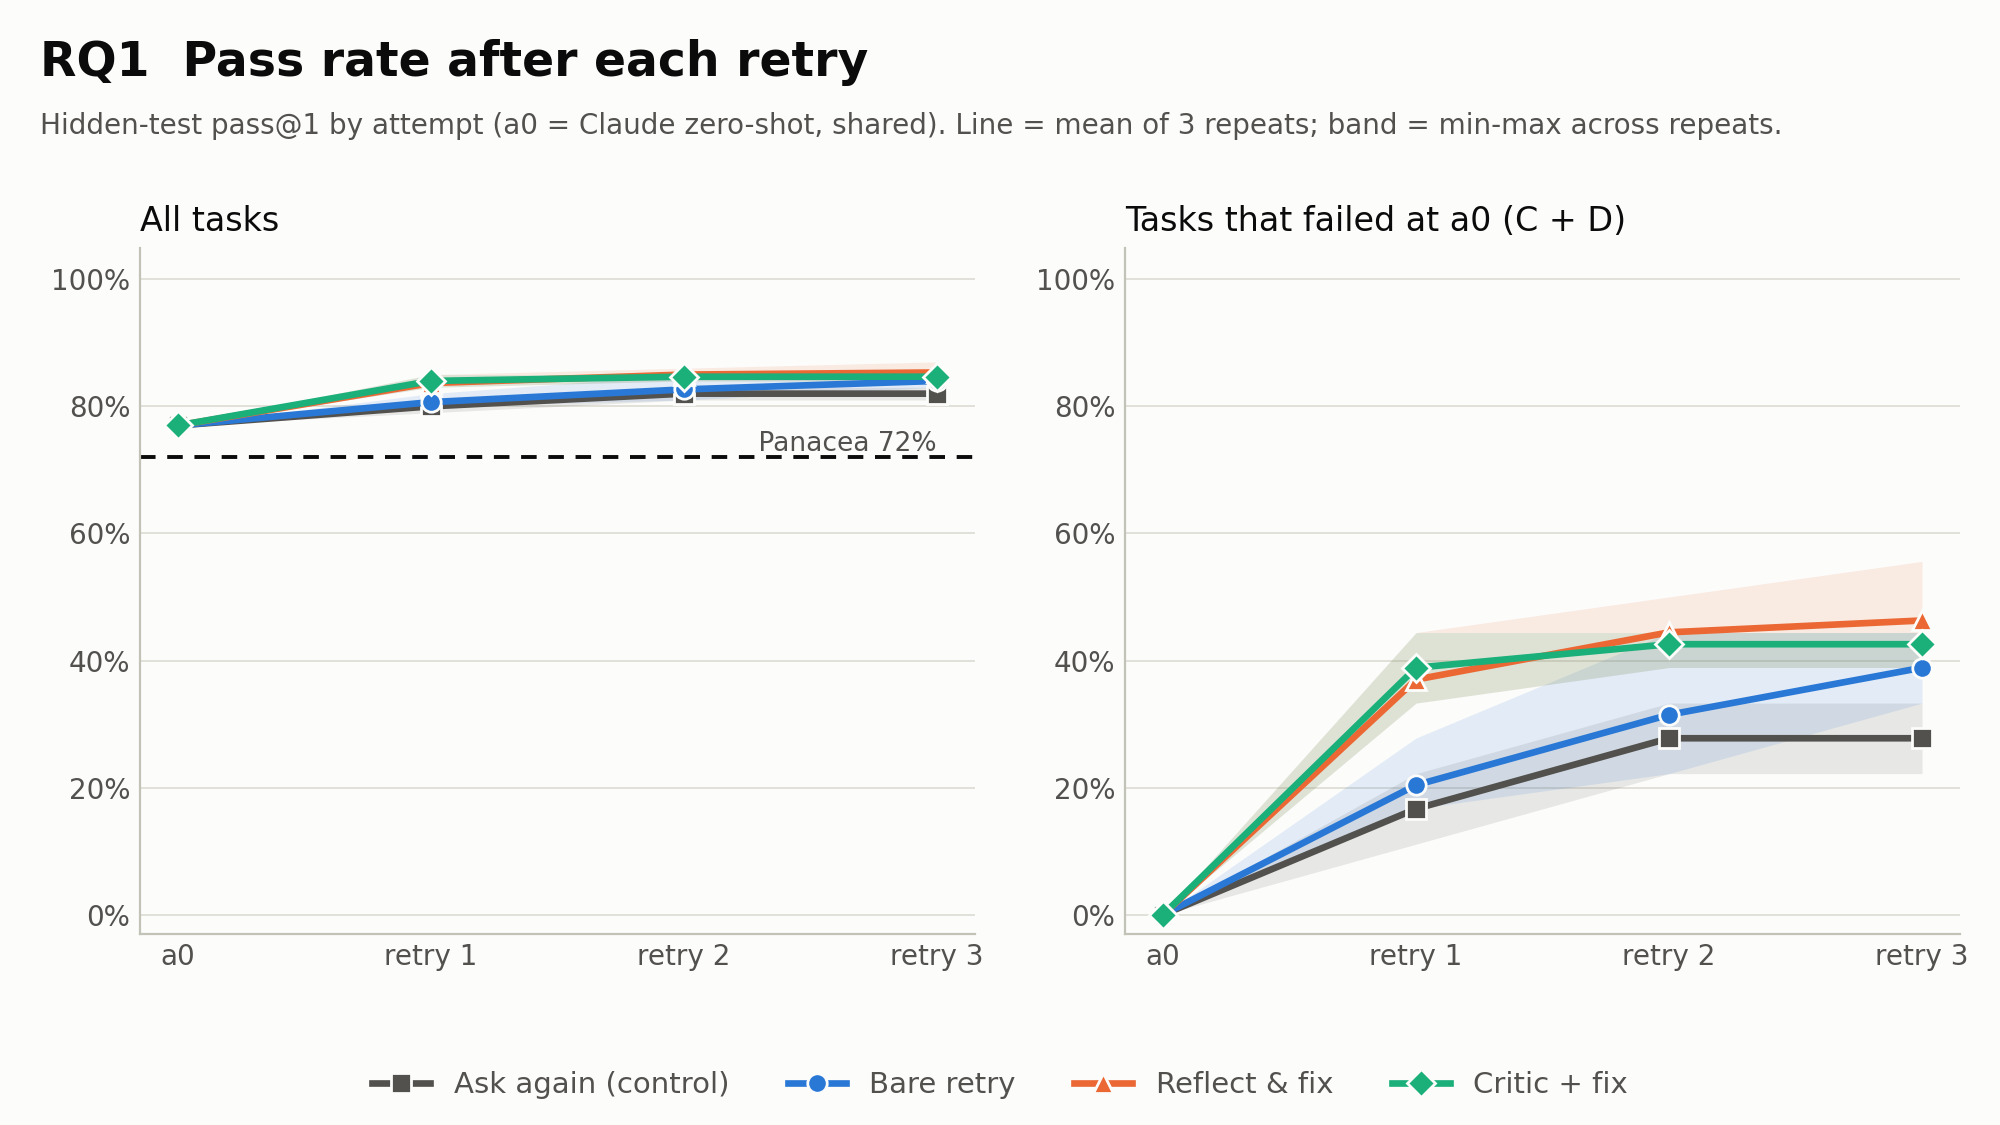 RQ1  Pass rate after each retry
Hidden-test pass@1 by attempt (a0 = Claude zero-shot, shared). Line = mean of 3 repeats; band = min-max across repeats.
All tasks
100%
80%
60%
40%
20%
0%
Panacea 72%
a0 retry 1 retry 2 retry 3
Tasks that failed at a0 (C + D)
100%
80%
60%
40%
20%
0%
a0 retry 1 retry 2 retry 3
Ask again (control) Bare retry Reflect & fix Critic + fix